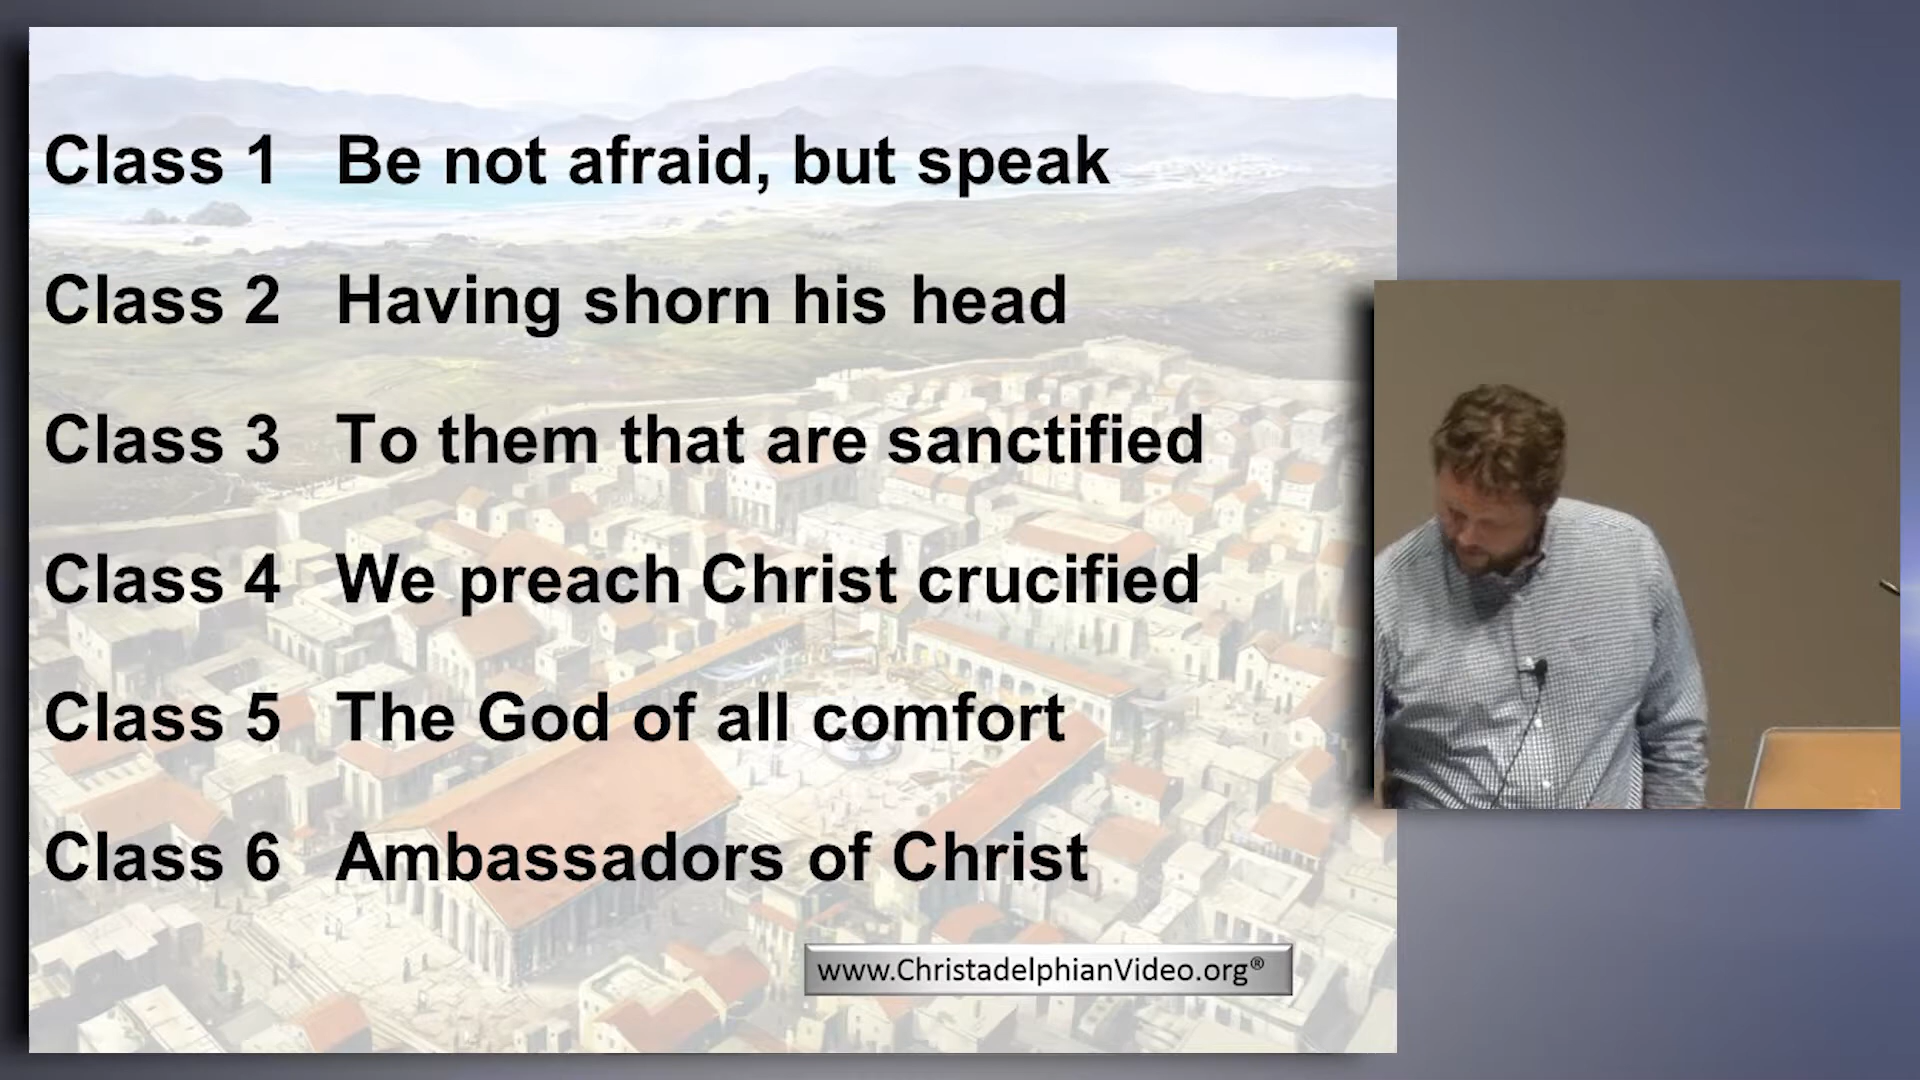 Class 1 Be not afraid, but speak
Class 2 Having shorn his head
Class 3 To them that are sanctified
Class 4 We preach Christ crucified
Class 5 The God of all comfort
Class 6 Ambassadors of Christ
www.ChristadelphianVideo.org®